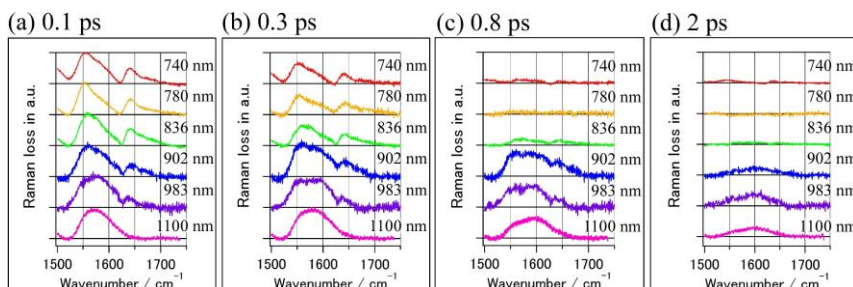 (a) 0.1 ps
(b) 0.3 ps
(c) 0.8 ps
(d) 2 ps
Raman loss in a.u.
740 nm
780 nm
836 nm
902 nm
983 nm
1100 nm
1500 1600 1700
Wavenumber / cm⁻¹
Raman loss in a.u.
740 nm
780 nm
836 nm
902 nm
983 nm
1100 nm
1500 1600 1700
Wavenumber / cm⁻¹
Raman loss in a.u.
740 nm
780 nm
836 nm
902 nm
983 nm
1100 nm
1500 1600 1700
Wavenumber / cm⁻¹
Raman loss in a.u.
740 nm
780 nm
836 nm
902 nm
983 nm
1100 nm
1500 1600 1700
Wavenumber / cm⁻¹